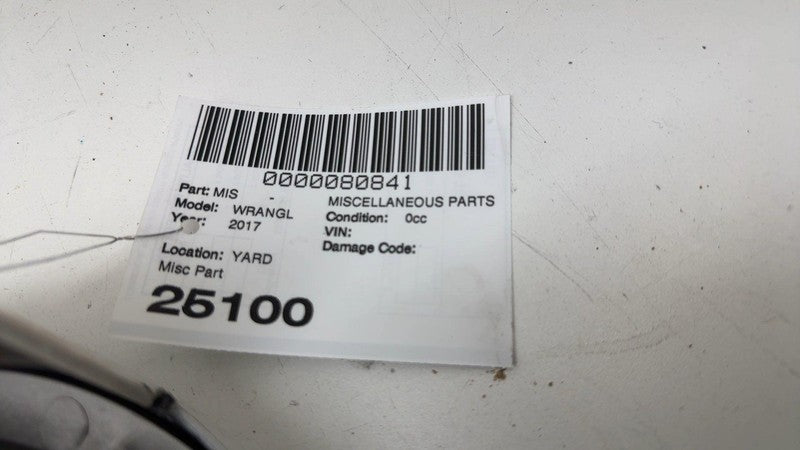 0000080841
Part: MIS - MISCELLANEOUS PARTS
Model: WRANGL Condition: 0cc
Year: 2017 VIN:
Damage Code:
Location: YARD
Misc Part
25100